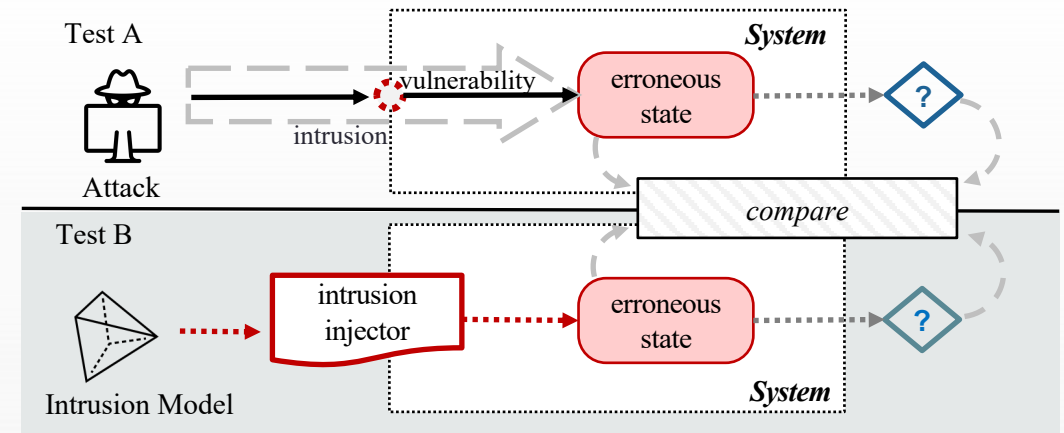 Test A
System
vulnerability
erroneous
state
?
intrusion
Attack
compare
Test B
intrusion
injector
erroneous
state
?
Intrusion Model
System